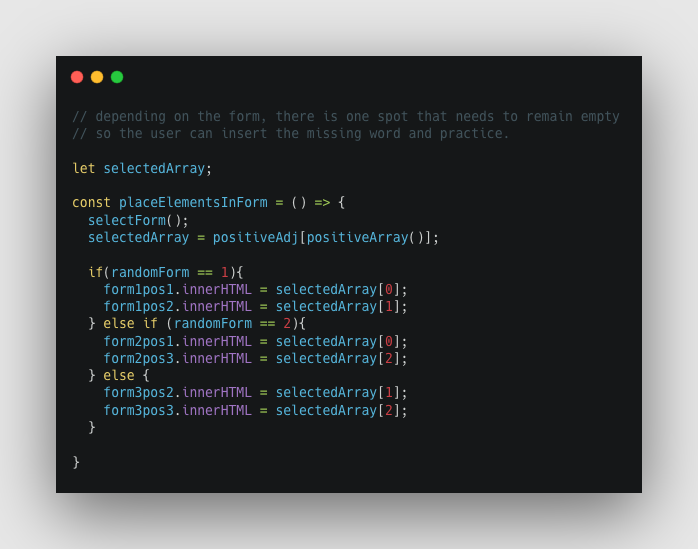 // depending on the form, there is one spot that needs to remain empty
// so the user can insert the missing word and practice.

let selectedArray;

const placeElementsInForm = () => {
  selectForm();
  selectedArray = positiveAdj[positiveArray()];

  if(randomForm == 1){
    form1pos1.innerHTML = selectedArray[0];
    form1pos2.innerHTML = selectedArray[1];
  } else if (randomForm == 2){
    form2pos1.innerHTML = selectedArray[0];
    form2pos3.innerHTML = selectedArray[2];
  } else {
    form3pos2.innerHTML = selectedArray[1];
    form3pos3.innerHTML = selectedArray[2];
  }

}